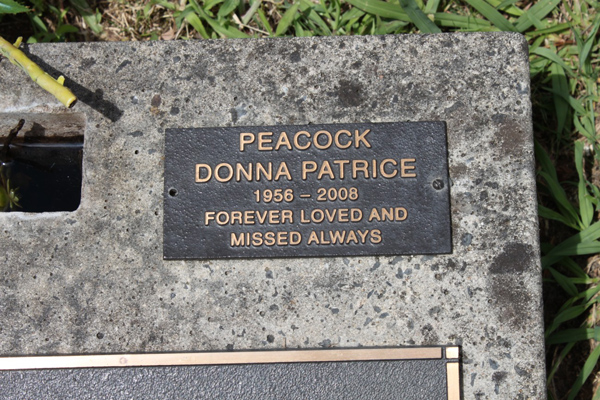 PEACOCK
DONNA PATRICE
1956 – 2008
FOREVER LOVED AND
MISSED ALWAYS